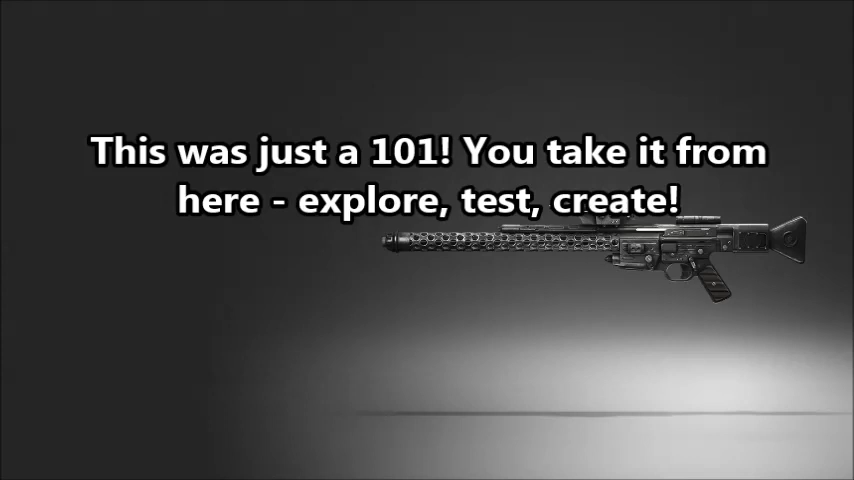 This was just a 101! You take it from
here - explore, test, create!